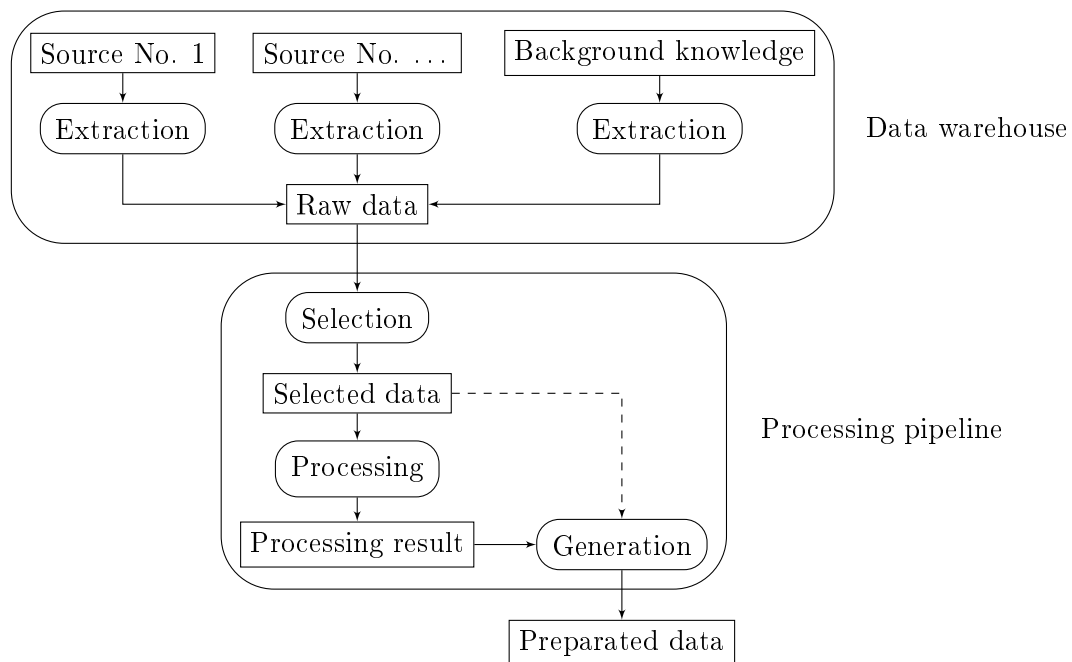 Source No. 1
Source No. ...
Background knowledge
Extraction
Extraction
Extraction
Data warehouse
Raw data
Selection
Selected data
Processing pipeline
Processing
Processing result
Generation
Preparated data